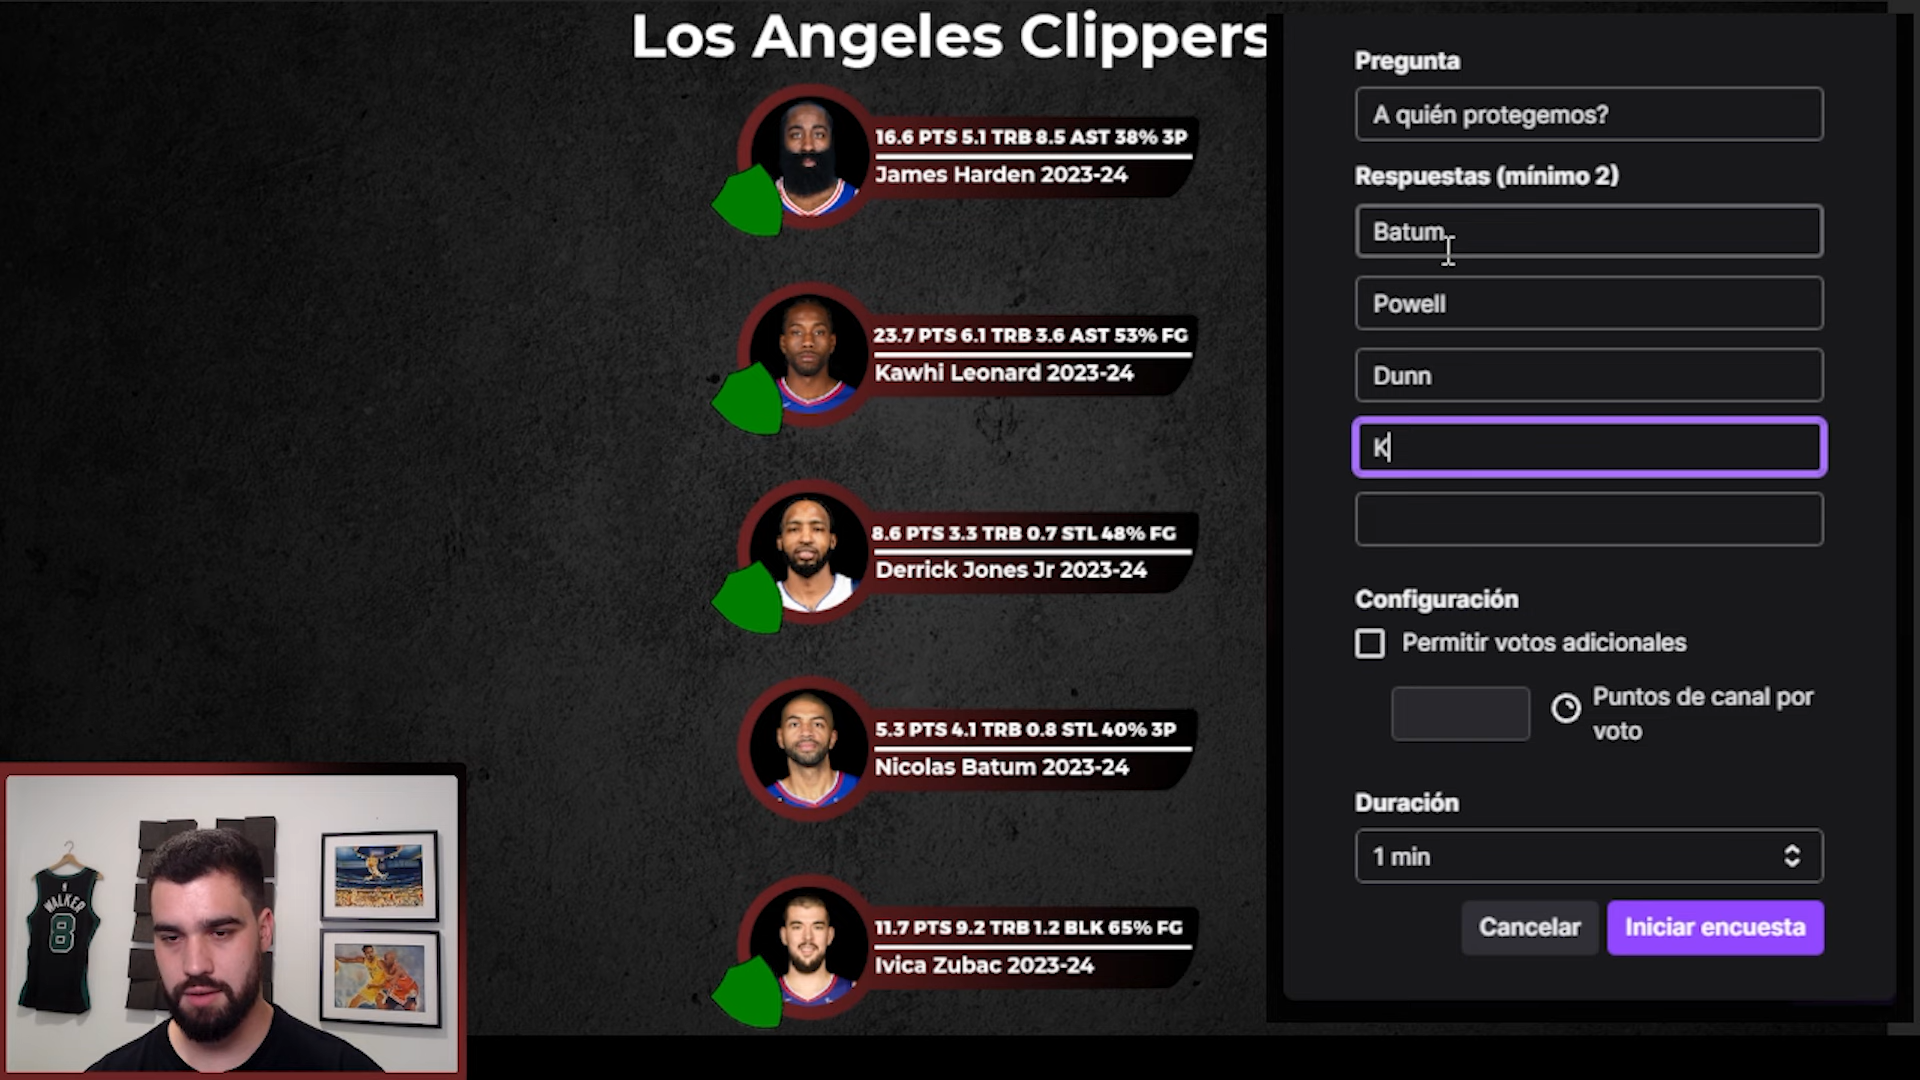 Los Angeles Clippers
16.6 PTS 5.1 TRB 8.5 AST 38% 3P
James Harden 2023-24
23.7 PTS 6.1 TRB 3.6 AST 53% FG
Kawhi Leonard 2023-24
8.6 PTS 3.3 TRB 0.7 STL 48% FG
Derrick Jones Jr 2023-24
5.3 PTS 4.1 TRB 0.8 STL 40% 3P
Nicolas Batum 2023-24
11.7 PTS 9.2 TRB 1.2 BLK 65% FG
Ivica Zubac 2023-24
Pregunta
A quién protegemos?
Respuestas (mínimo 2)
Batum
Powell
Dunn
K
Configuración
Permitir votos adicionales
Puntos de canal por
voto
Duración
1 min
Cancelar
Iniciar encuesta
WALKER
8